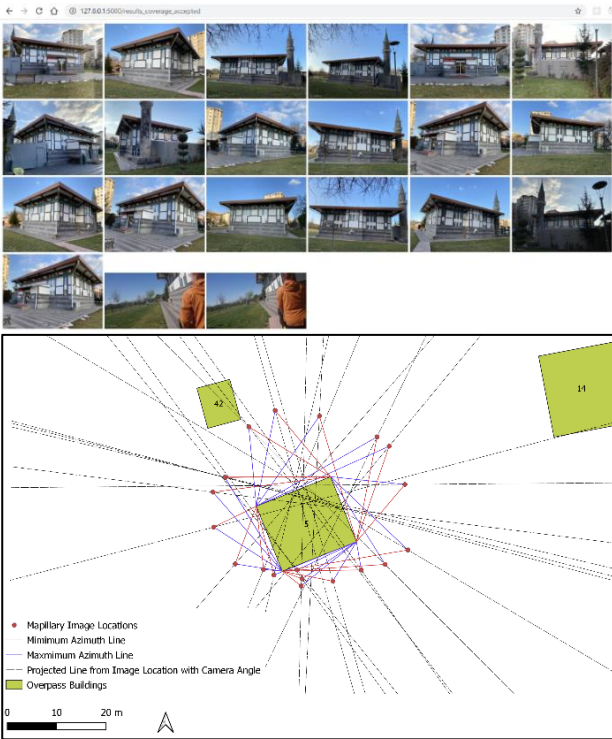 127.0.0.1:5000/results_coverage_accepted
42
14
5
Mapillary Image Locations
Mimimum Azimuth Line
Maxmimum Azimuth Line
Projected Line from Image Location with Camera Angle
Overpass Buildings
0 10 20 m